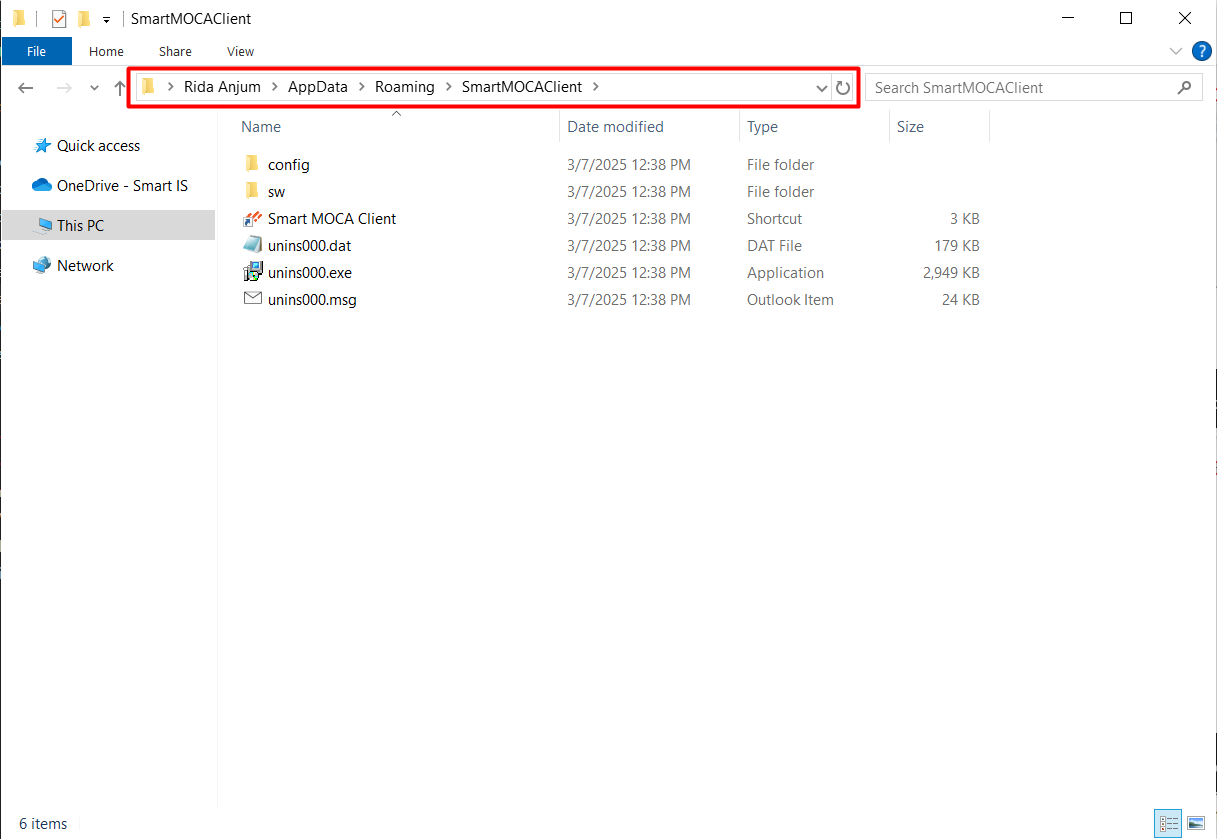 SmartMOCAClient
File Home Share View ?
Rida Anjum AppData Roaming SmartMOCAClient Search SmartMOCAClient
Name Date modified Type Size
Quick access
OneDrive - Smart IS
This PC
Network
config 3/7/2025 12:38 PM File folder
sw 3/7/2025 12:38 PM File folder
Smart MOCA Client 3/7/2025 12:38 PM Shortcut 3 KB
unins000.dat 3/7/2025 12:38 PM DAT File 179 KB
unins000.exe 3/7/2025 12:38 PM Application 2,949 KB
unins000.msg 3/7/2025 12:38 PM Outlook Item 24 KB
6 items